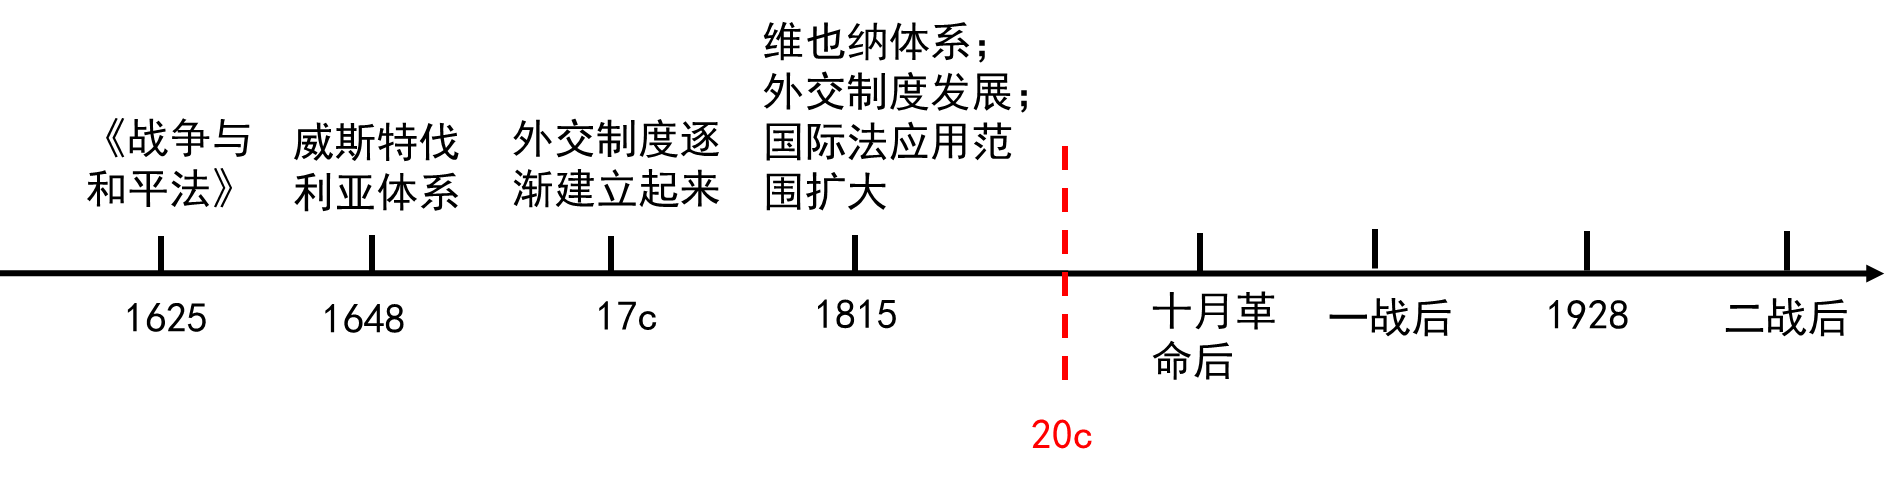 《战争与
和平法》
威斯特伐
利亚体系
外交制度逐
渐建立起来
维也纳体系；
外交制度发展；
国际法应用范
围扩大
1625
1648
17c
1815
十月革
命后
一战后
1928
二战后
20c